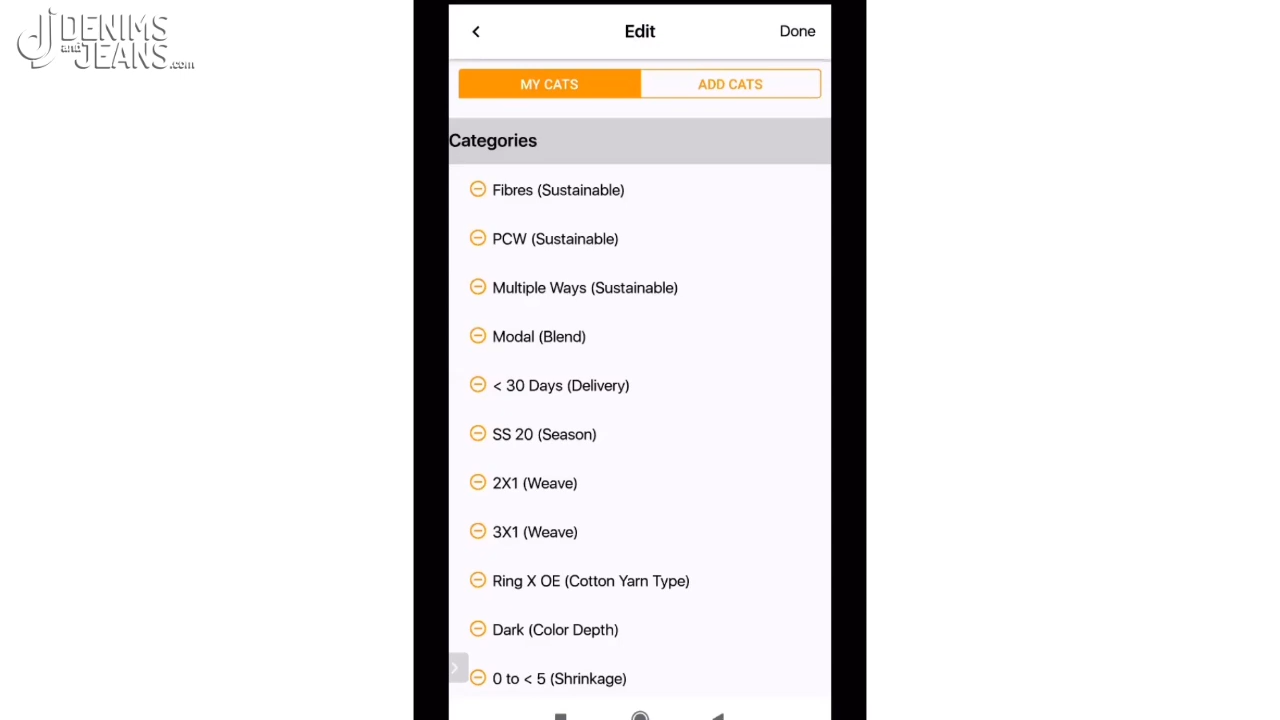 DENIMS
and
JEANS.com
Edit
Done
MY CATS
ADD CATS
Categories
Fibres (Sustainable)
PCW (Sustainable)
Multiple Ways (Sustainable)
Modal (Blend)
< 30 Days (Delivery)
SS 20 (Season)
2X1 (Weave)
3X1 (Weave)
Ring X OE (Cotton Yarn Type)
Dark (Color Depth)
0 to < 5 (Shrinkage)